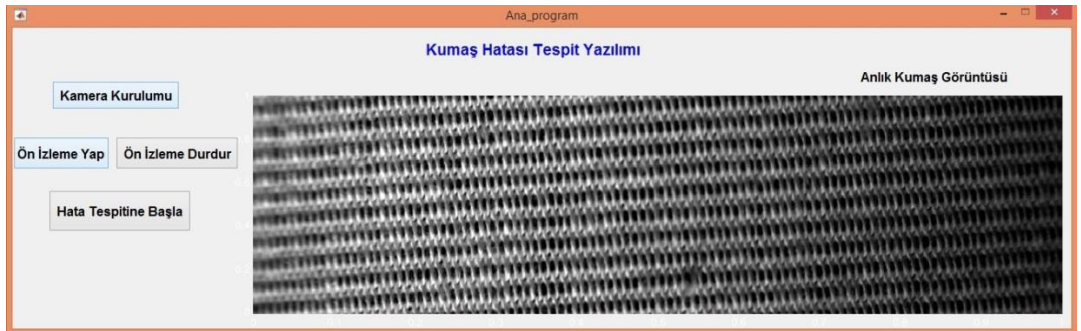 Ana_program
Kumaş Hatası Tespit Yazılımı
Anlık Kumaş Görüntüsü
Kamera Kurulumu
Ön İzleme Yap
Ön İzleme Durdur
Hata Tespitine Başla